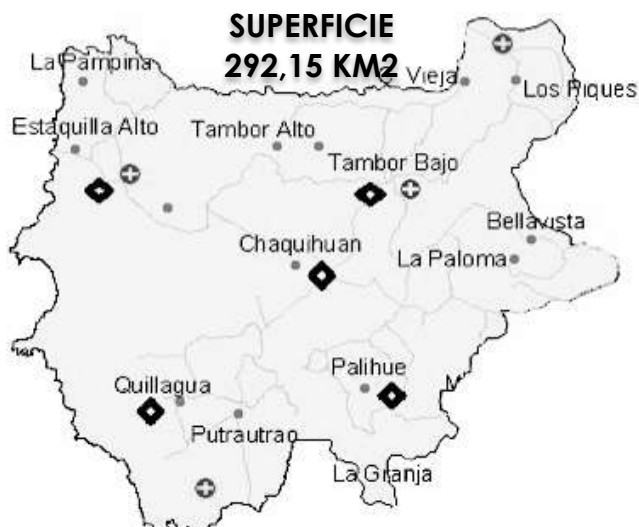 SUPERFICIE
292,15 KM2
La Pampina
Vieja
Los Riques
Estaquilla Alto
Tambor Alto
Tambor Bajo
Bellavista
Chaquihuan
La Paloma
Palihue
Quillagua
Putrautrao
La Granja